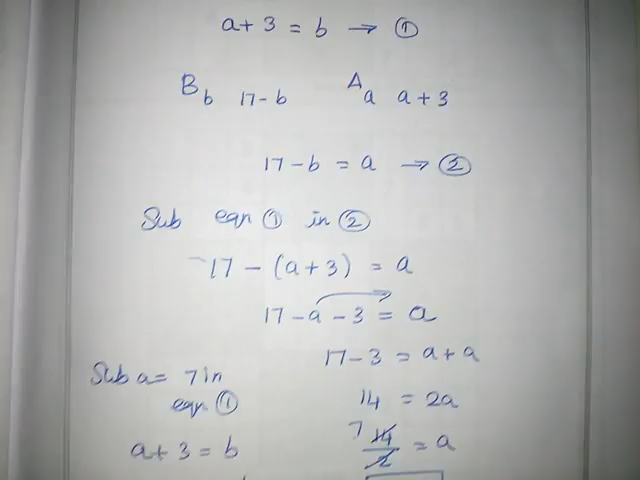 a + 3 = b → ①
B b 17 - b A a a + 3
17 - b = a → ②
Sub eqn ① in ②
17 - (a + 3) = a
17 - a - 3 = a
17 - 3 = a + a
Sub a = 7 in
eqn ①
14 = 2a
a + 3 = b
7 14/2 = a